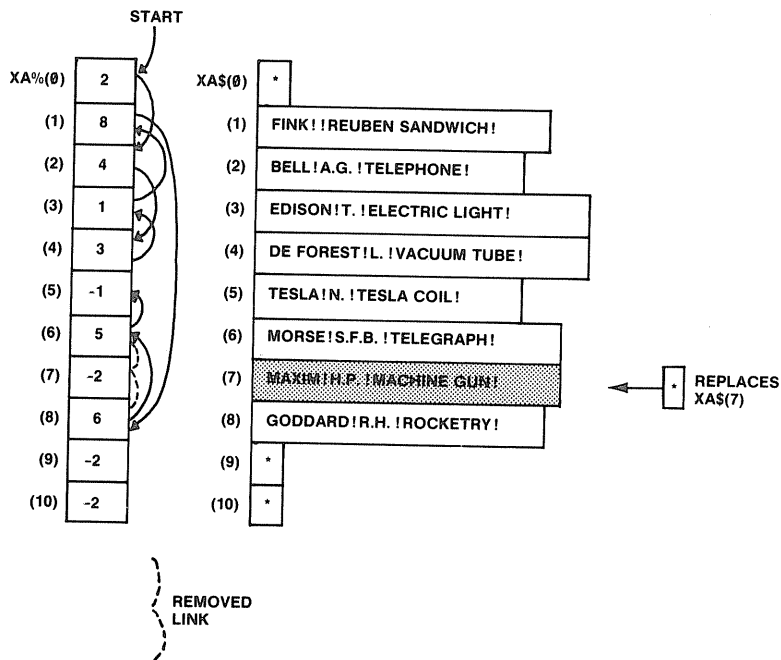 START
XA%(0) 2 XA$(0) *
(1) 8 (1) FINK!!REUBEN SANDWICH!
(2) 4 (2) BELL!A.G.!TELEPHONE!
(3) 1 (3) EDISON!T.!ELECTRIC LIGHT!
(4) 3 (4) DE FOREST!L.!VACUUM TUBE!
(5) -1 (5) TESLA!N.!TESLA COIL!
(6) 5 (6) MORSE!S.F.B.!TELEGRAPH!
(7) -2 (7) MAXIM!H.P.!MACHINE GUN! * REPLACES
XA$(7)
(8) 6 (8) GODDARD!R.H.!ROCKETRY!
(9) -2 (9) *
(10) -2 (10) *
REMOVED
LINK